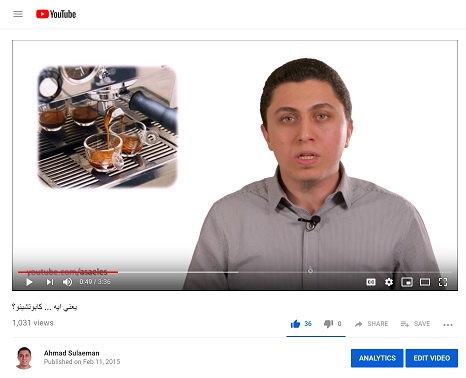 YouTube
youtube.com/asaeles
0:49 / 3:36
CC
يعني ايه ... كابوتشينو؟
1,031 views
36
0
SHARE
SAVE
Ahmad Sulaeman
Published on Feb 11, 2015
ANALYTICS
EDIT VIDEO